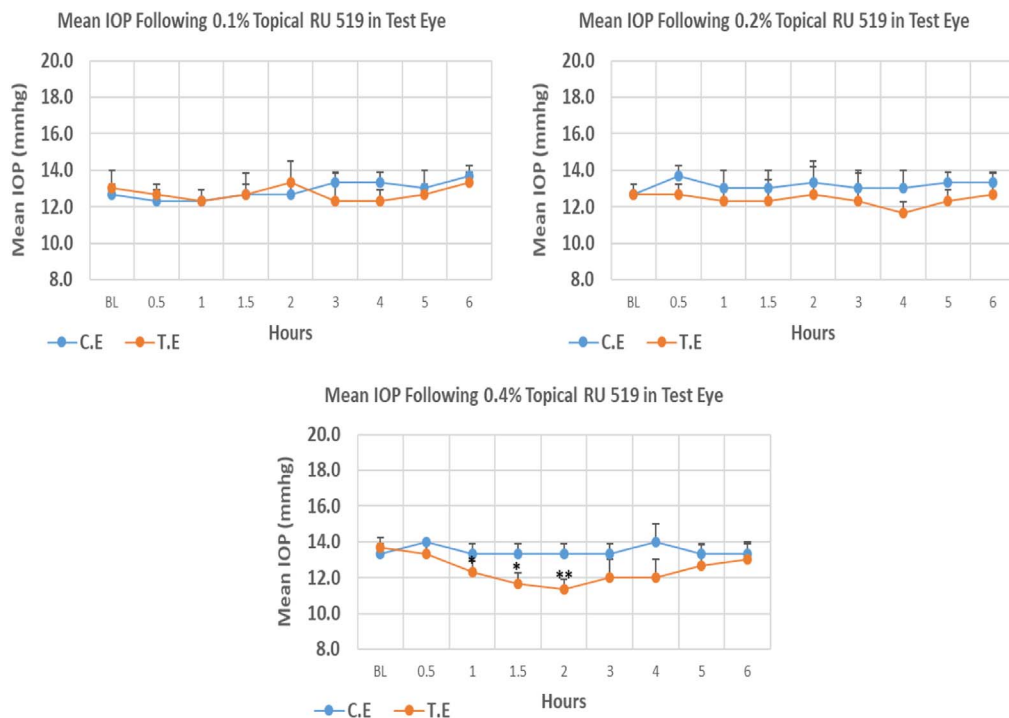 Mean IOP Following 0.1% Topical RU 519 in Test Eye
Mean IOP (mmhg)
20.0
18.0
16.0
14.0
12.0
10.0
8.0
BL 0.5 1 1.5 2 3 4 5 6
Hours
C.E T.E
Mean IOP Following 0.2% Topical RU 519 in Test Eye
Mean IOP (mmhg)
20.0
18.0
16.0
14.0
12.0
10.0
8.0
BL 0.5 1 1.5 2 3 4 5 6
Hours
C.E T.E
Mean IOP Following 0.4% Topical RU 519 in Test Eye
Mean IOP (mmhg)
20.0
18.0
16.0
14.0
12.0
10.0
8.0
* * **
BL 0.5 1 1.5 2 3 4 5 6
Hours
C.E T.E